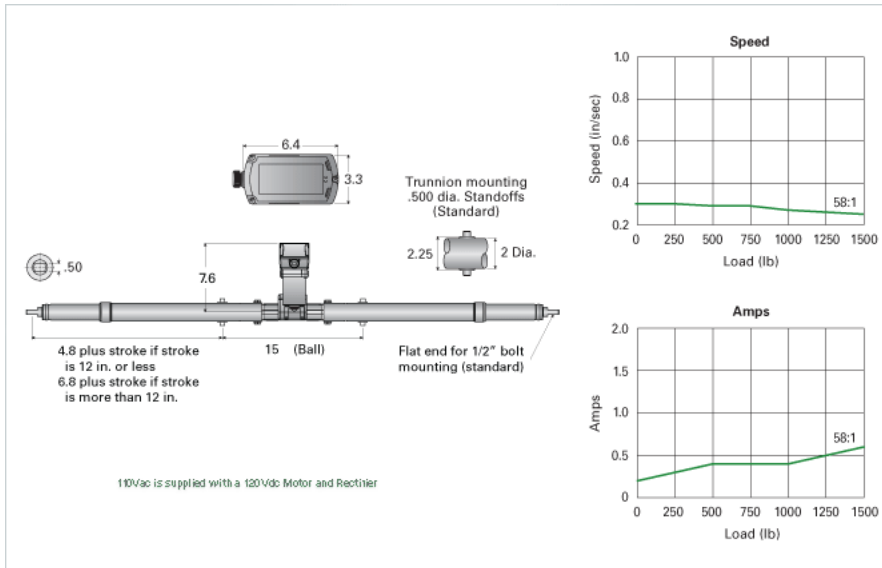 6.4
3.3
Trunnion mounting
.500 dia. Standoffs
(Standard)
2.25
2 Dia.
.50
7.6
4.8 plus stroke if stroke
is 12 in. or less
6.8 plus stroke if stroke
is more than 12 in.
15 (Ball)
Flat end for 1/2" bolt
mounting (standard)
110Vac is supplied with a 120Vdc Motor and Rectifier
Speed
Speed (in/sec)
1.0
0.8
0.6
0.4
0.2
58:1
0 250 500 750 1000 1250 1500
Load (lb)
Amps
Amps
2.0
1.5
1.0
0.5
0
58:1
0 250 500 750 1000 1250 1500
Load (lb)